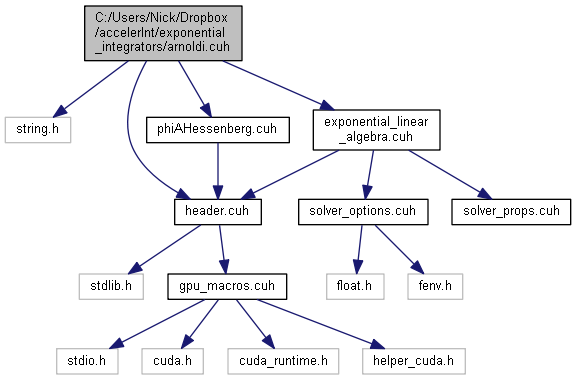 C:/Users/Nick/Dropbox
/accelerInt/exponential
_integrators/arnoldi.cuh
string.h
phiAHessenberg.cuh
exponential_linear
_algebra.cuh
header.cuh
solver_options.cuh
solver_props.cuh
stdlib.h
gpu_macros.cuh
float.h
fenv.h
stdio.h
cuda.h
cuda_runtime.h
helper_cuda.h